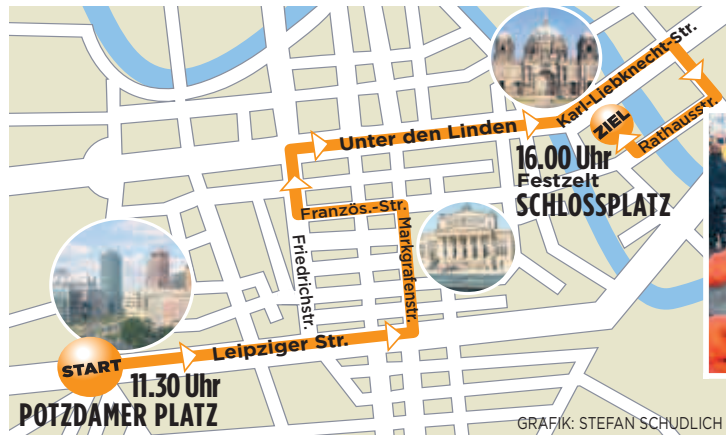 START
11.30 Uhr
POTZDAMER PLATZ
Leipziger Str.
Markgrafenstr.
Französ.-Str.
Friedrichstr.
Unter den Linden
Karl-Liebknecht-Str.
Rathausstr.
ZIEL
16.00 Uhr
Festzelt
SCHLOSSPLATZ
GRAFIK: STEFAN SCHUDLICH